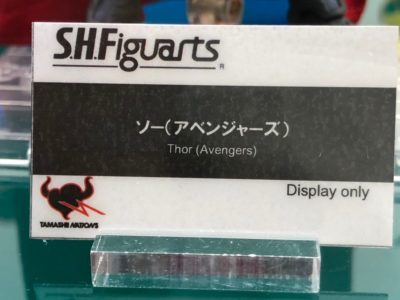 S.H.Figuarts
®
ソー(アベンジャーズ)
Thor (Avengers)
Display only
TAMASHII NATIONS